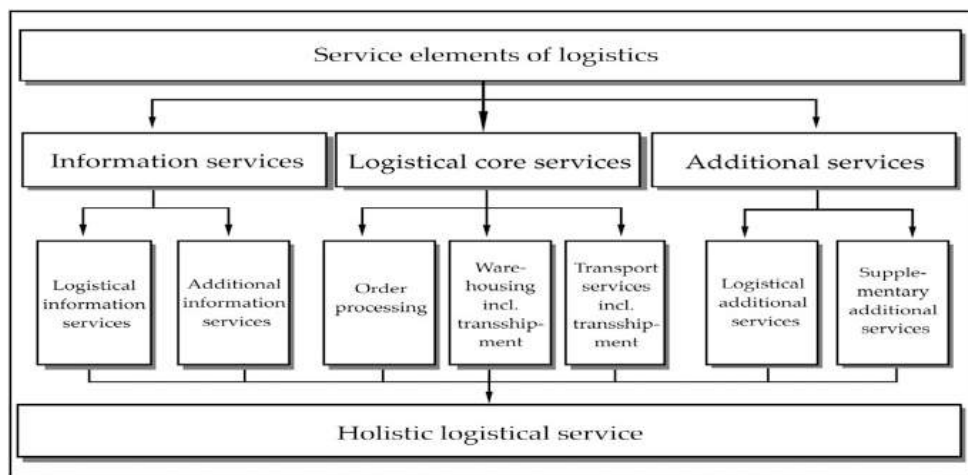 Service elements of logistics
Information services
Logistical core services
Additional services
Logistical
information
services
Additional
information
services
Order
processing
Ware-
housing
incl.
transship-
ment
Transport
services
incl.
transship-
ment
Logistical
additional
services
Supple-
mentary
additional
services
Holistic logistical service